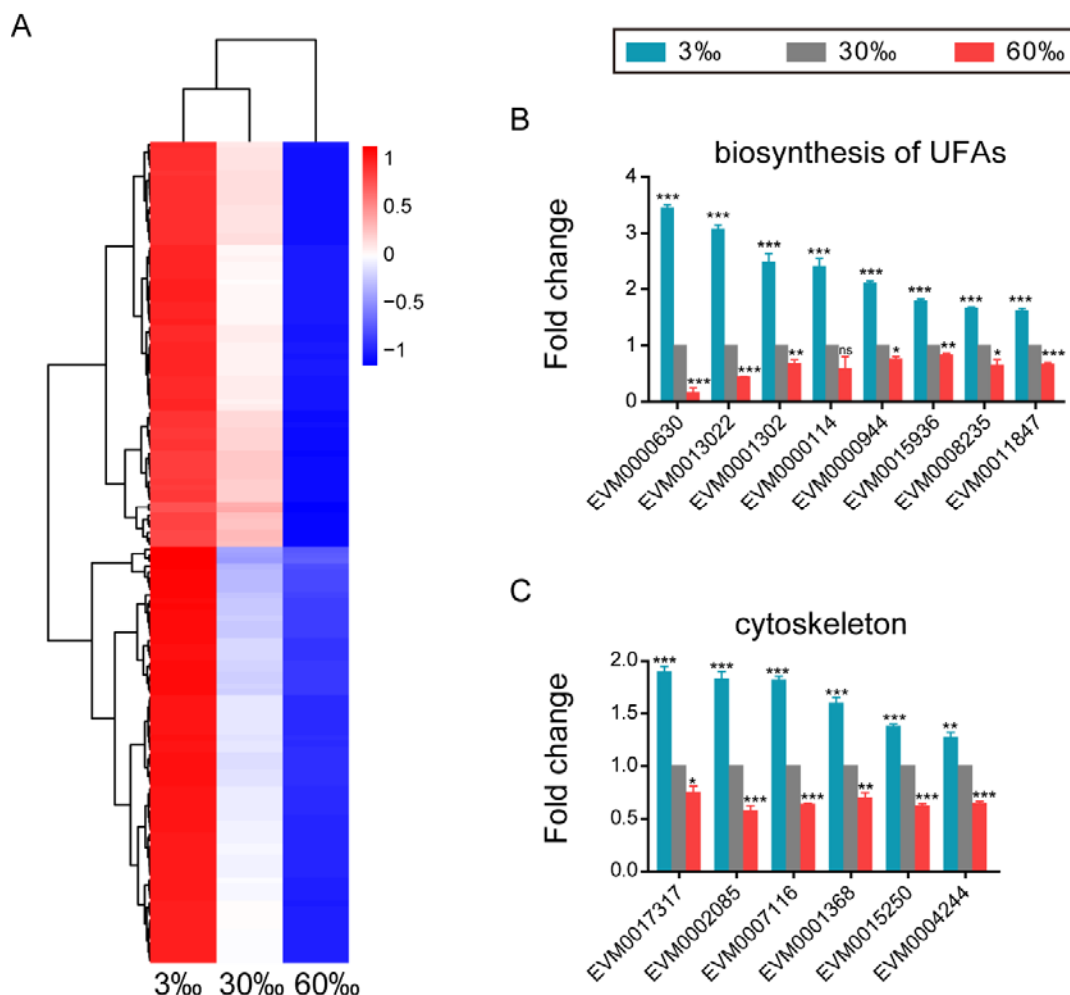 A
1
0.5
0
−0.5
−1
3‰ 30‰ 60‰
3‰ 30‰ 60‰
B
biosynthesis of UFAs
Fold change
4
3
2
1
0
*** *** *** *** *** *** *** ***
*** *** ** ns * ** * ***
EVM0000630
EVM0013022
EVM0001302
EVM0000114
EVM0000944
EVM0015936
EVM0008235
EVM0011847
C
cytoskeleton
Fold change
2.0
1.5
1.0
0.5
0.0
*** *** *** *** *** **
* *** *** ** *** ***
EVM0017317
EVM0002085
EVM0007116
EVM0001368
EVM0015250
EVM0004244